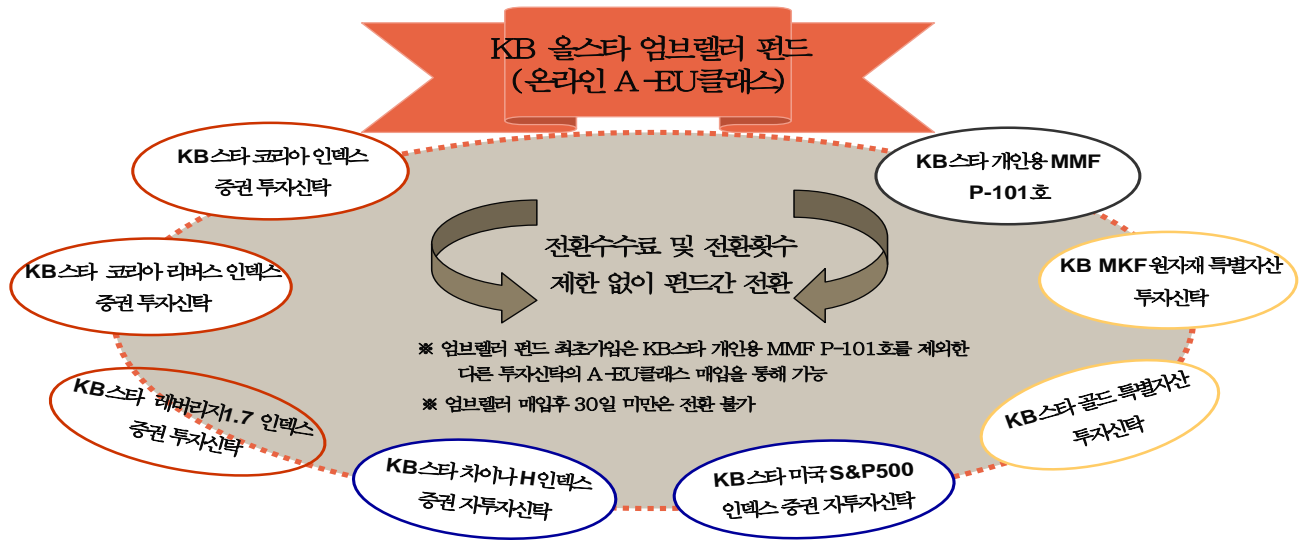 KB 올스타 엄브렐러 펀드
(온라인 A-EU클래스)
KB스타 코리아 인덱스
증권 투자신탁
KB스타 개인용 MMF
P-101호
KB스타 코리아 리버스 인덱스
증권 투자신탁
전환수수료 및 전환횟수
제한 없이 펀드간 전환
KB MKF원자재 특별자산
투자신탁
※ 엄브렐러 펀드 최초가입은 KB스타 개인용 MMF P-101호를 제외한
다른 투자신탁의 A-EU클래스 매입을 통해 가능
※ 엄브렐러 매입후 30일 미만은 전환 불가
KB스타 레버리지1.7 인덱스
증권 투자신탁
KB스타 골드 특별자산
투자신탁
KB스타 차이나H인덱스
증권 자투자신탁
KB스타 미국 S&P500
인덱스 증권 자투자신탁